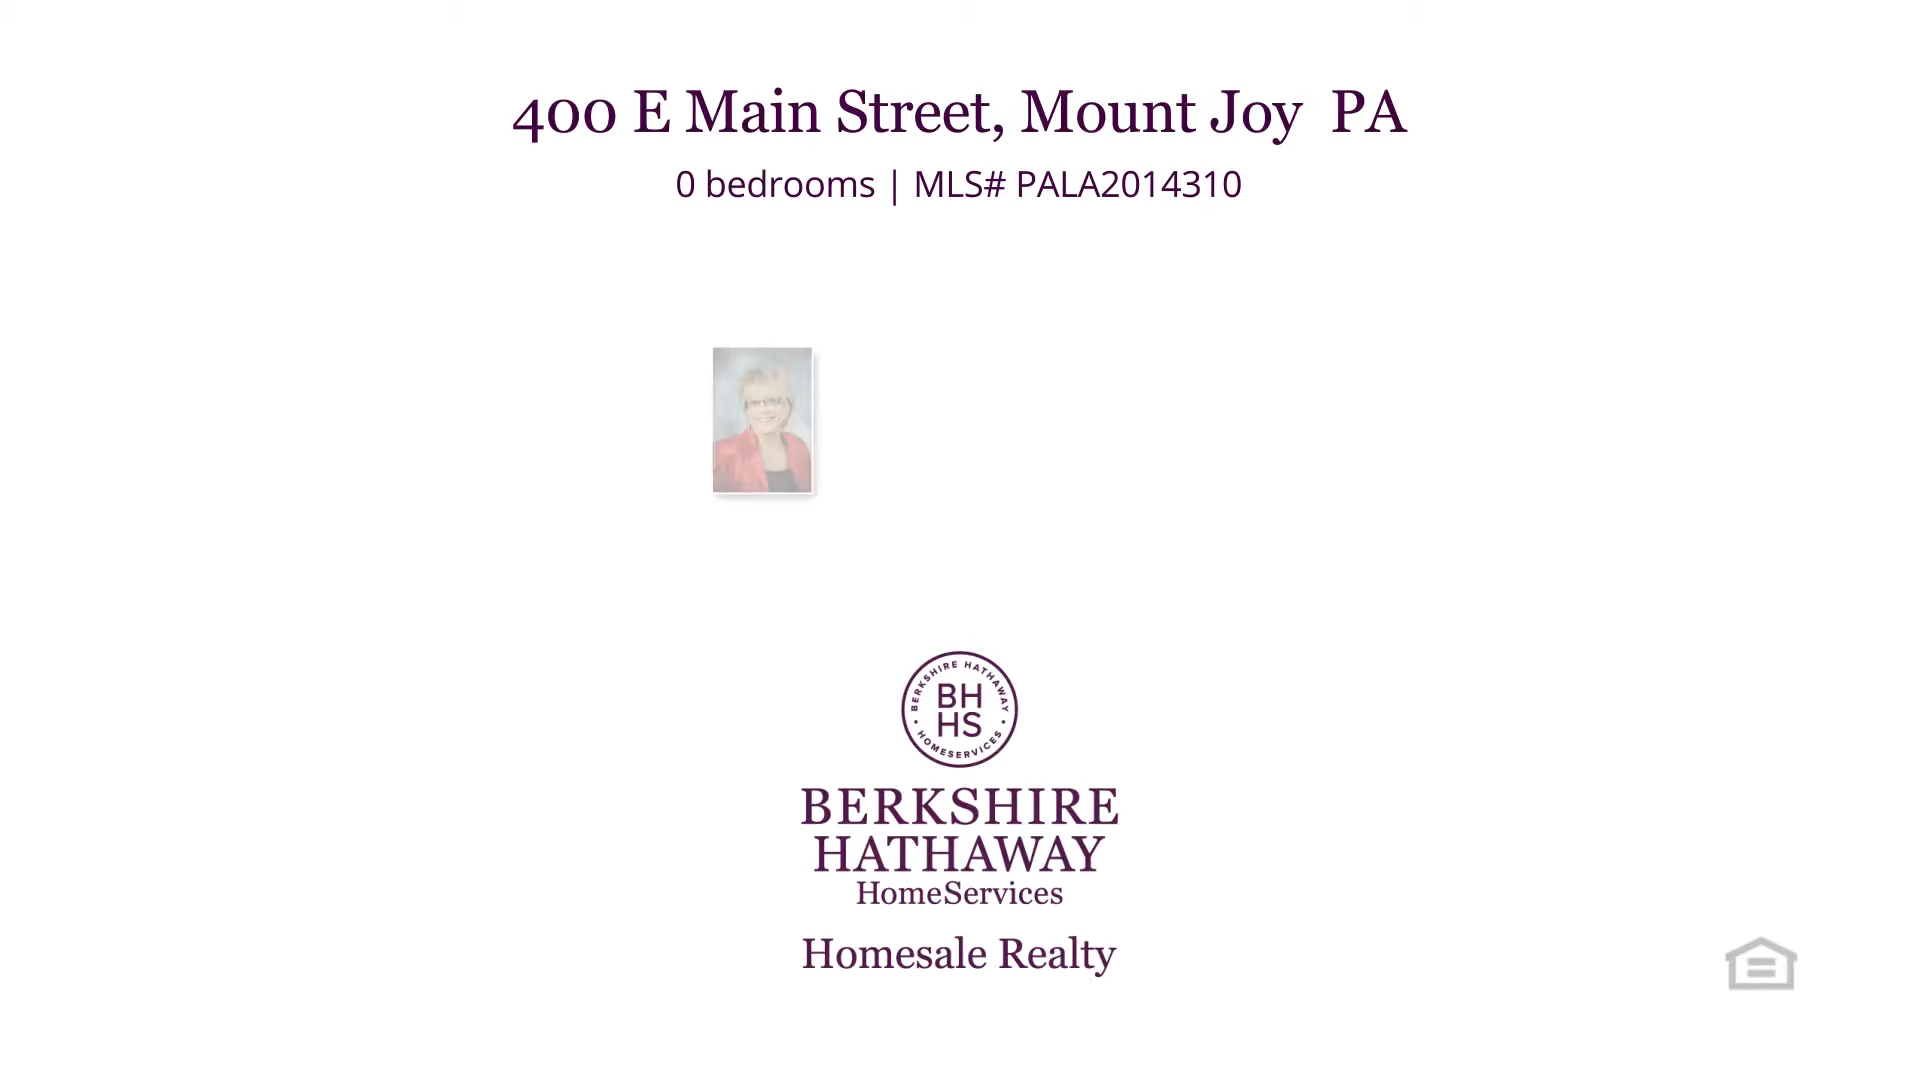 400 E Main Street, Mount Joy  PA
0 bedrooms | MLS# PALA2014310
BERKSHIRE HATHAWAY
BH
HS
HOMESERVICES
BERKSHIRE
HATHAWAY
HomeServices
Homesale Realty